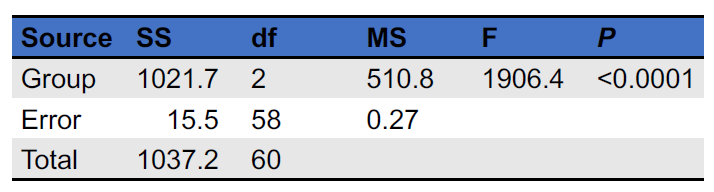 Source SS df MS F P
Group 1021.7 2 510.8 1906.4 <0.0001
Error 15.5 58 0.27
Total 1037.2 60